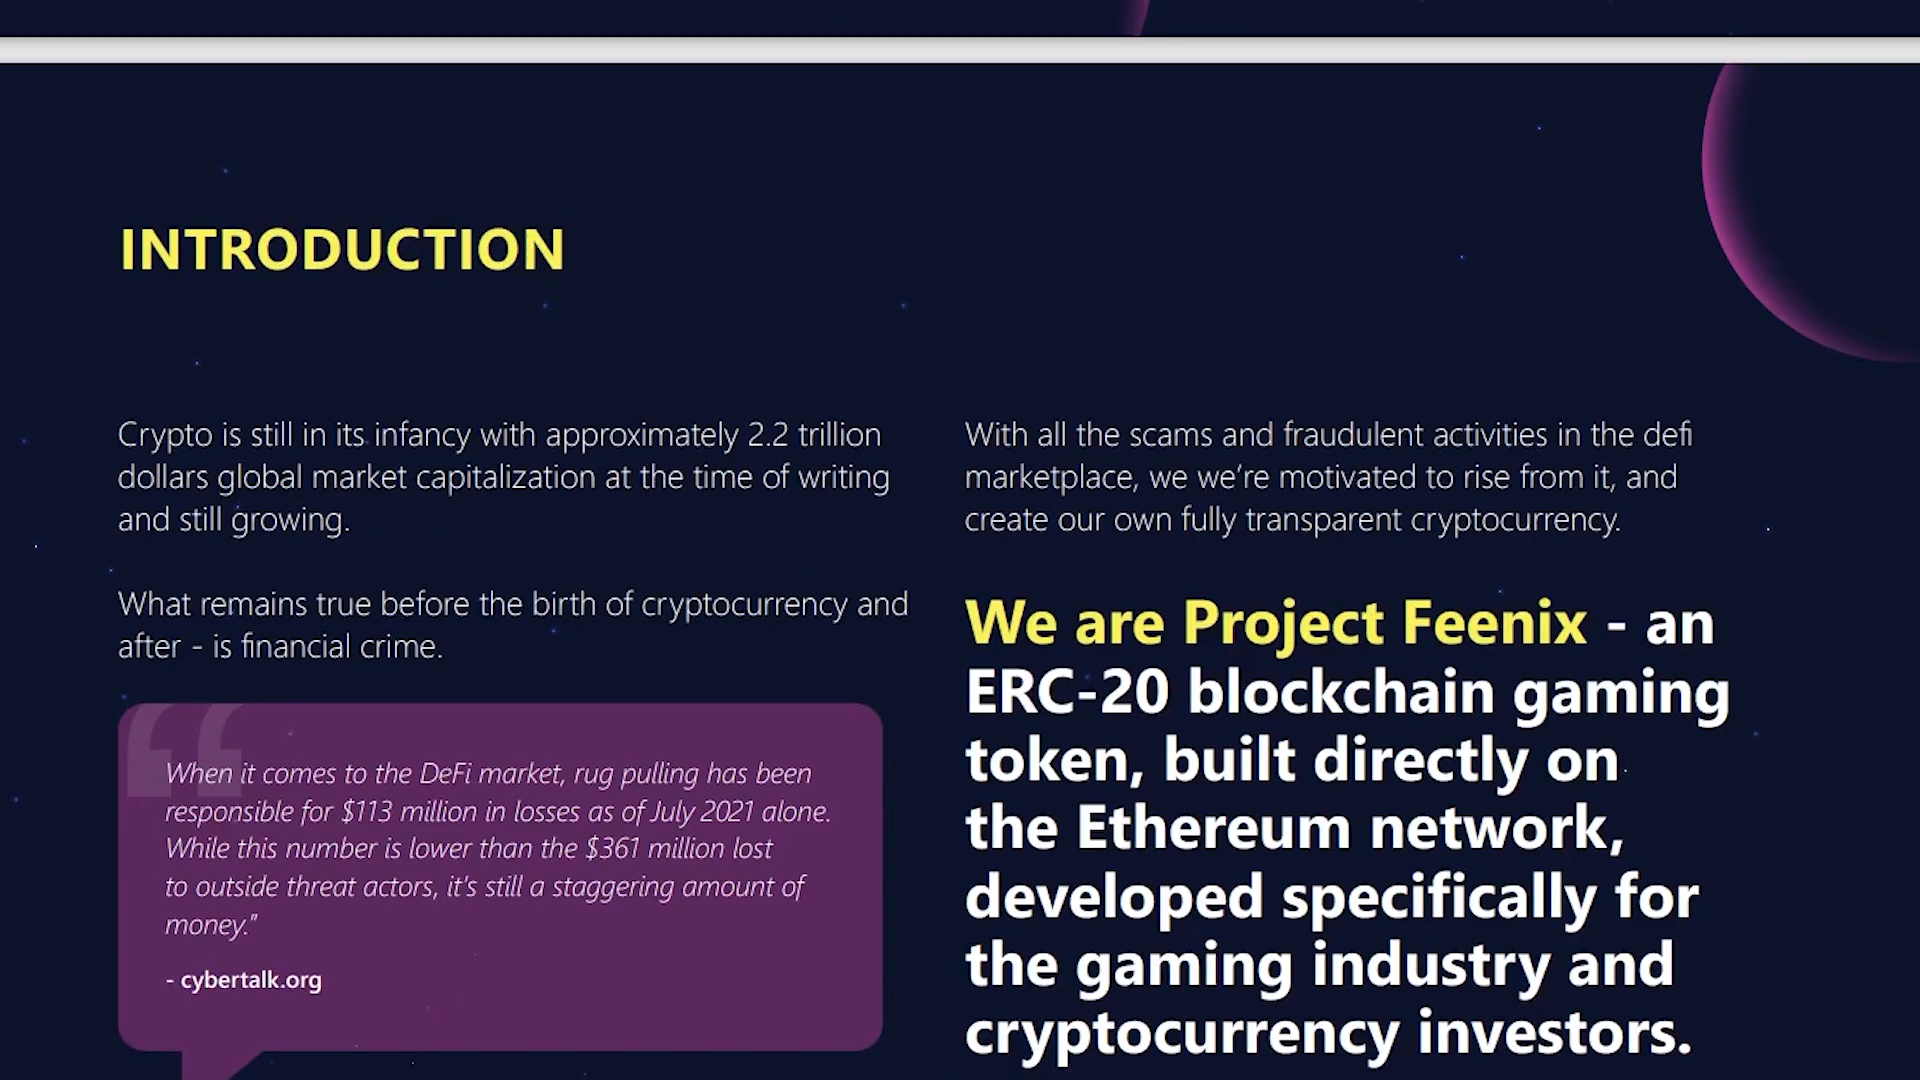 INTRODUCTION
Crypto is still in its infancy with approximately 2.2 trillion
dollars global market capitalization at the time of writing
and still growing.
What remains true before the birth of cryptocurrency and
after - is financial crime.
“
When it comes to the DeFi market, rug pulling has been
responsible for $113 million in losses as of July 2021 alone.
While this number is lower than the $361 million lost
to outside threat actors, it's still a staggering amount of
money."
- cybertalk.org
With all the scams and fraudulent activities in the defi
marketplace, we we’re motivated to rise from it, and
create our own fully transparent cryptocurrency.
We are Project Feenix - an
ERC-20 blockchain gaming
token, built directly on
the Ethereum network,
developed specifically for
the gaming industry and
cryptocurrency investors.